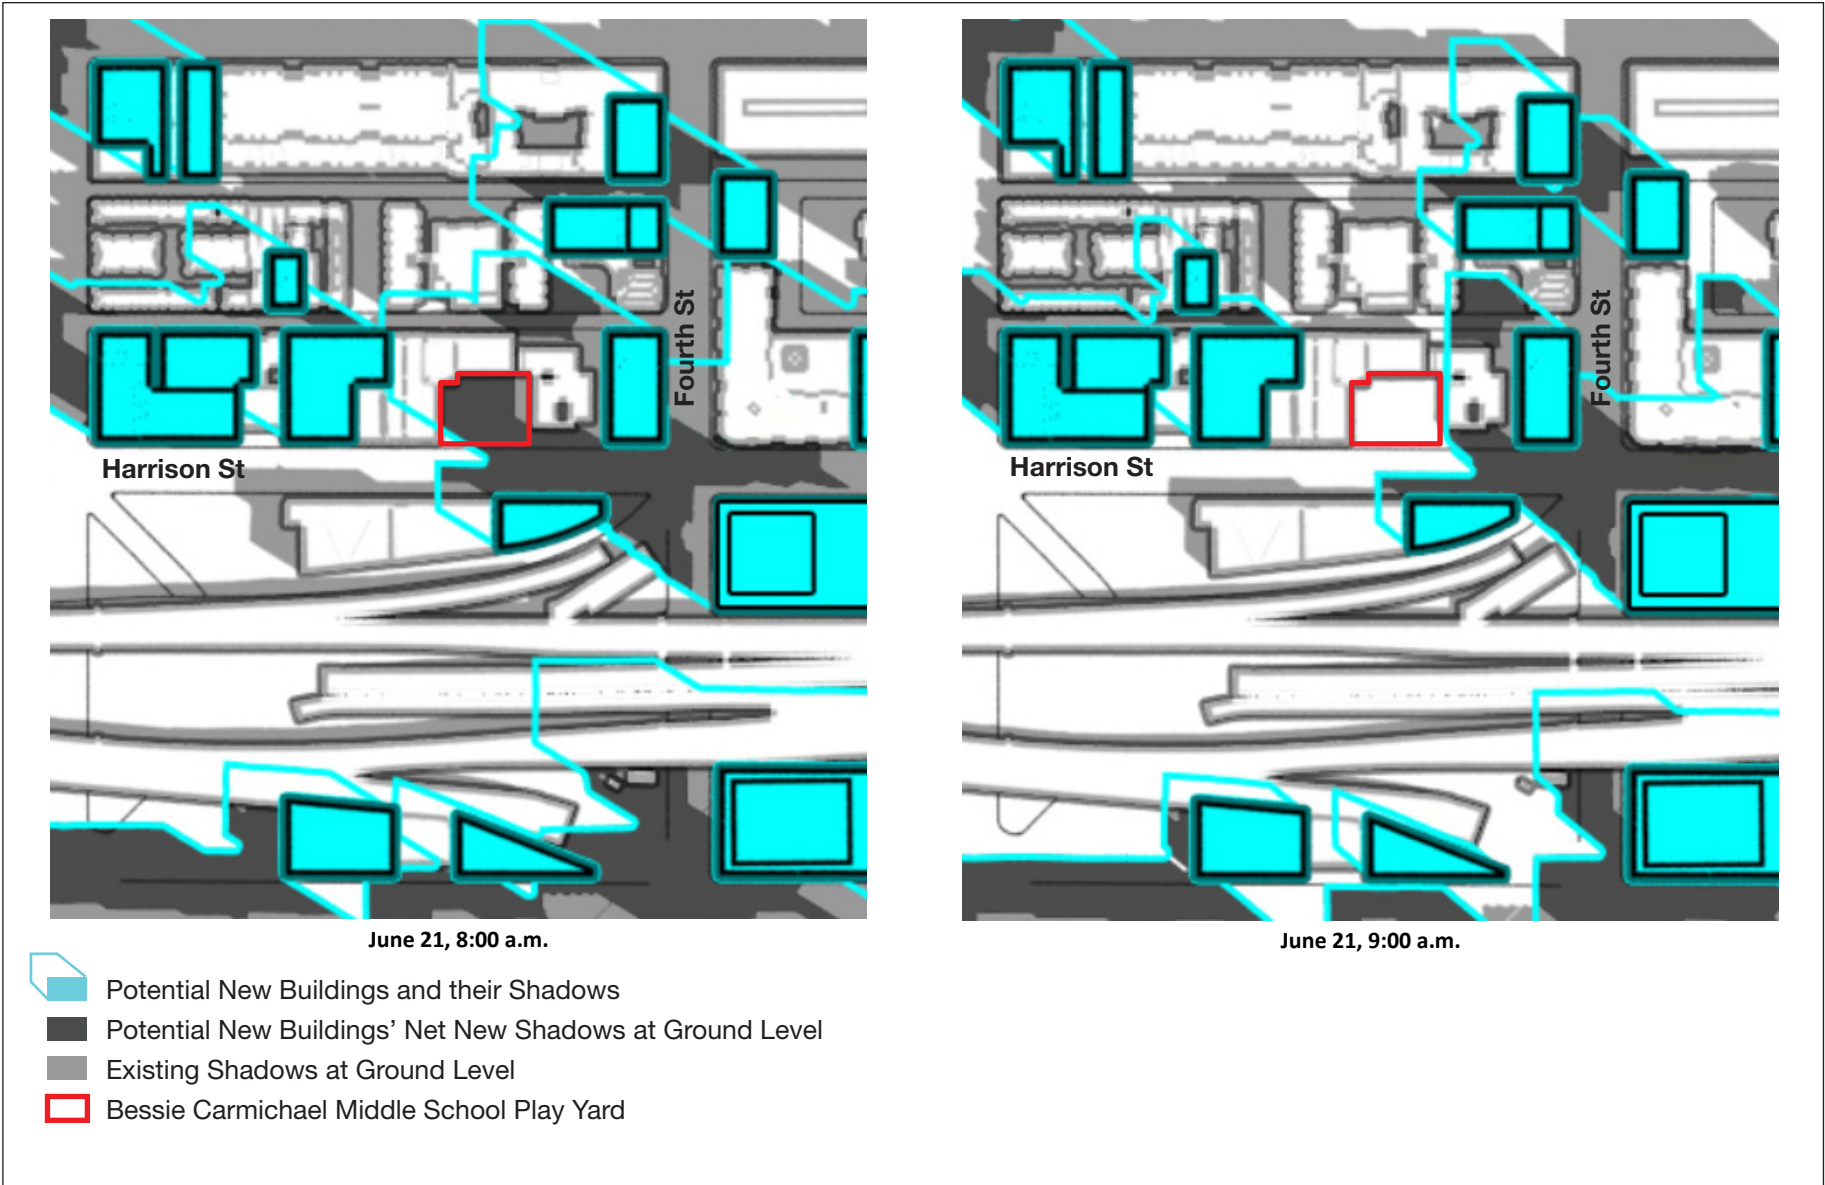 Fourth St
Harrison St
June 21, 8:00 a.m.
Fourth St
Harrison St
June 21, 9:00 a.m.
Potential New Buildings and their Shadows
Potential New Buildings’ Net New Shadows at Ground Level
Existing Shadows at Ground Level
Bessie Carmichael Middle School Play Yard